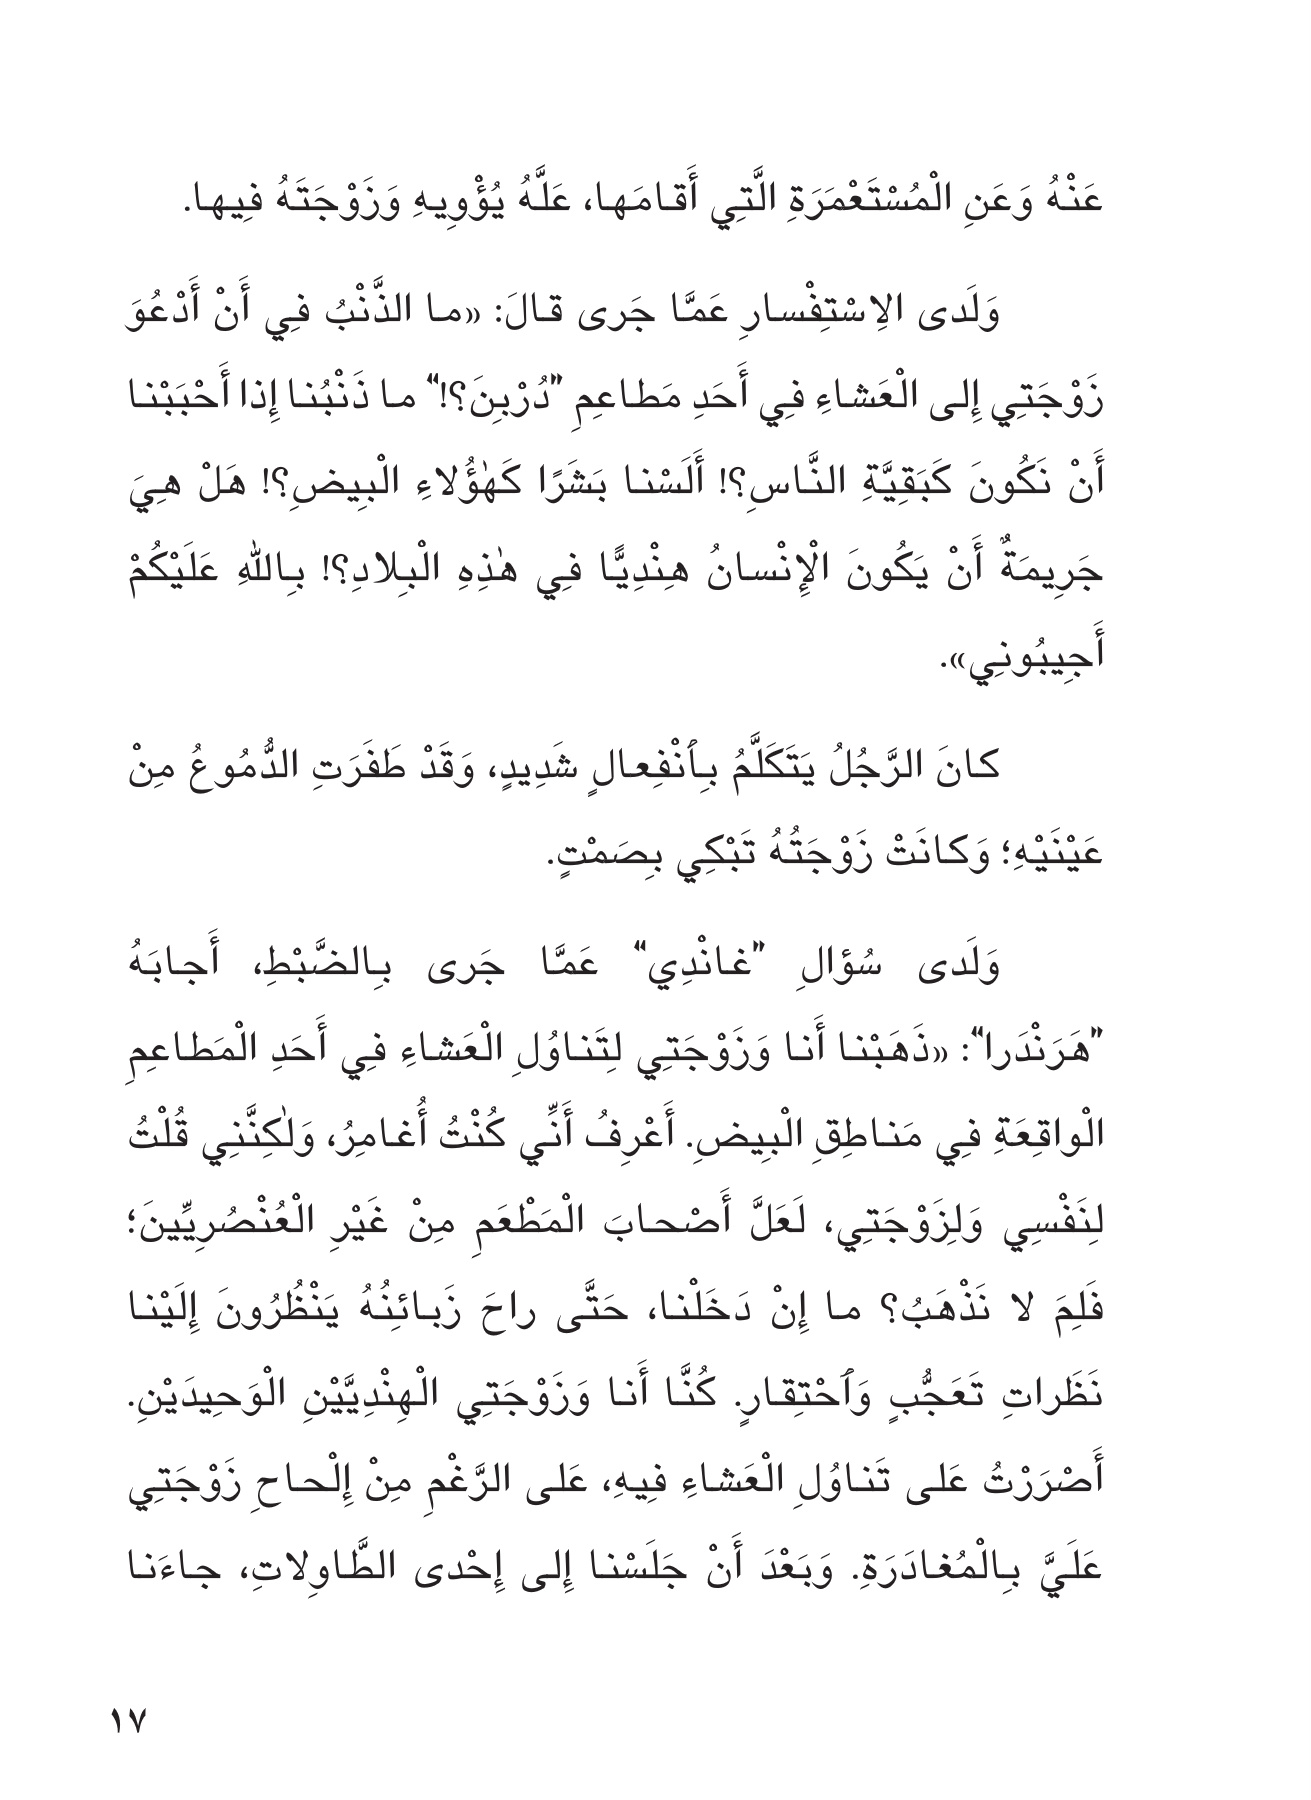 عَنْهُ وَعَنِ الْمُسْتَعْمَرَةِ الَّتِي أَقامَها، عَلَّهُ يُؤْوِيهِ وَزَوْجَتَهُ فِيها.
وَلَدى الاِسْتِفْسارِ عَمَّا جَرى قالَ: «ما الذَّنْبُ فِي أَنْ أَدْعُوَ
زَوْجَتِي إِلى الْعَشاءِ فِي أَحَدِ مَطاعِمِ "دُرْبِنَ؟!" ما ذَنْبُنا إِذا أَحْبَبْنا
أَنْ نَكُونَ كَبَقِيَّةِ النَّاسِ؟! أَلَسْنا بَشَرًا كَهٰؤُلاءِ الْبِيضِ؟! هَلْ هِيَ
جَرِيمَةٌ أَنْ يَكُونَ الْإِنْسانُ هِنْدِيًّا فِي هٰذِهِ الْبِلادِ؟! بِاللهِ عَلَيْكُمْ
أَجِيبُونِي».
كانَ الرَّجُلُ يَتَكَلَّمُ بِٱنْفِعالٍ شَدِيدٍ، وَقَدْ طَفَرَتِ الدُّمُوعُ مِنْ
عَيْنَيْهِ؛ وَكانَتْ زَوْجَتُهُ تَبْكِي بِصَمْتٍ.
وَلَدى سُؤالِ "غانْدِي" عَمَّا جَرى بِالضَّبْطِ، أَجابَهُ
"هَرَنْدَرا": «ذَهَبْنا أَنا وَزَوْجَتِي لِتَناوُلِ الْعَشاءِ فِي أَحَدِ الْمَطاعِمِ
الْواقِعَةِ فِي مَناطِقِ الْبِيضِ. أَعْرِفُ أَنِّي كُنْتُ أُغامِرُ، وَلٰكِنَّنِي قُلْتُ
لِنَفْسِي وَلِزَوْجَتِي، لَعَلَّ أَصْحابَ الْمَطْعَمِ مِنْ غَيْرِ الْعُنْصُرِيِّينَ؛
فَلِمَ لا نَذْهَبُ؟ ما إِنْ دَخَلْنا، حَتَّى راحَ زَبائِنُهُ يَنْظُرُونَ إِلَيْنا
نَظَراتِ تَعَجُّبٍ وَٱحْتِقارٍ. كُنَّا أَنا وَزَوْجَتِي الْهِنْدِيَّيْنِ الْوَحِيدَيْنِ.
أَصْرَرْتُ عَلى تَناوُلِ الْعَشاءِ فِيهِ، عَلى الرَّغْمِ مِنْ إِلْحاحِ زَوْجَتِي
عَلَيَّ بِالْمُغادَرَةِ. وَبَعْدَ أَنْ جَلَسْنا إِلى إِحْدى الطَّاوِلاتِ، جاءَنا
١٧